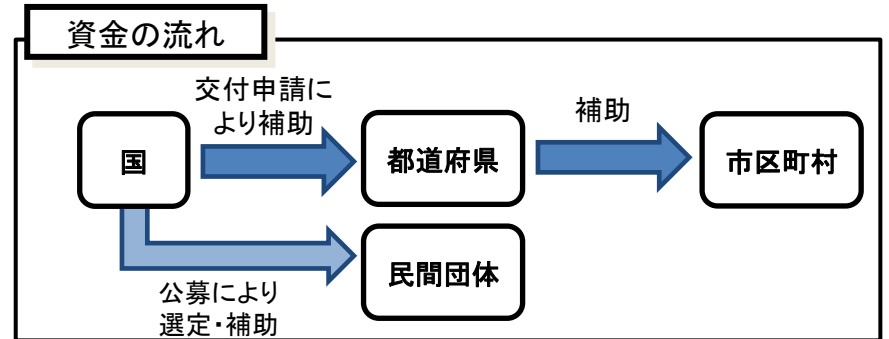 資金の流れ
交付申請に
より補助
補助
国
都道府県
市区町村
民間団体
公募により
選定・補助